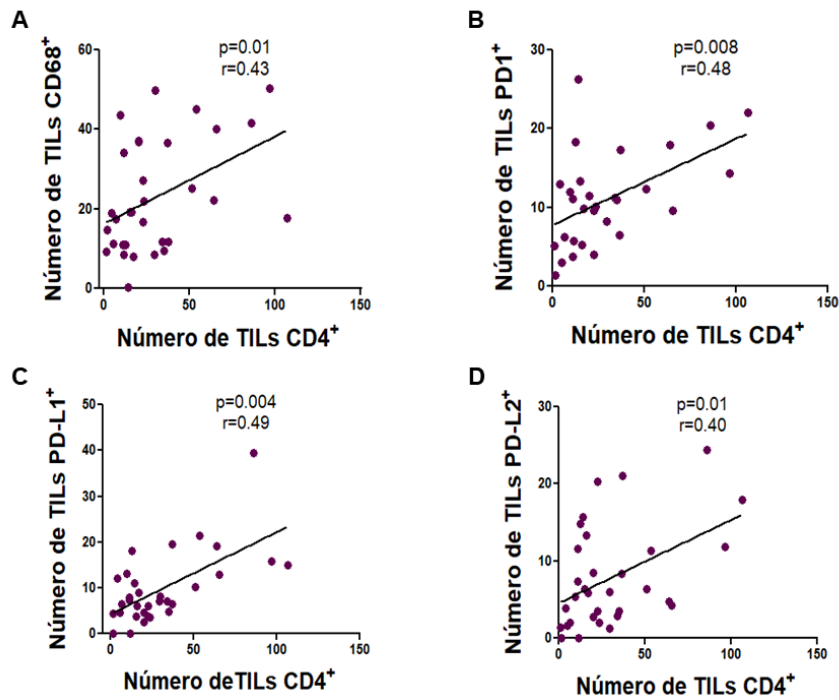 A
p=0.01
r=0.43
Número de TILs CD68+
60
40
20
0
0
50
100
150
Número de TILs CD4+
B
p=0.008
r=0.48
Número de TILs PD1+
30
20
10
0
0
50
100
150
Número de TILs CD4+
C
p=0.004
r=0.49
Número de TILs PD-L1+
50
40
30
20
10
0
0
50
100
150
Número deTILs CD4+
D
p=0.01
r=0.40
Número de TILs PD-L2+
30
20
10
0
0
50
100
150
Número de TILs CD4+